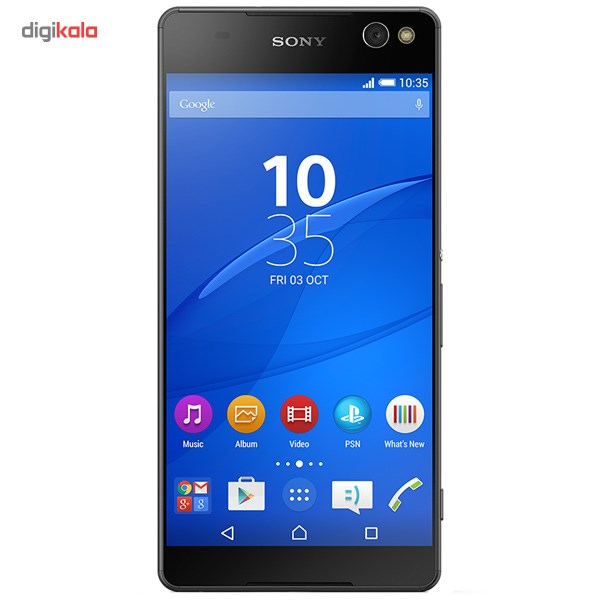 digikala
SONY
10:35
Google
10
35
FRI 03 OCT
Music Album Video PSN What's New